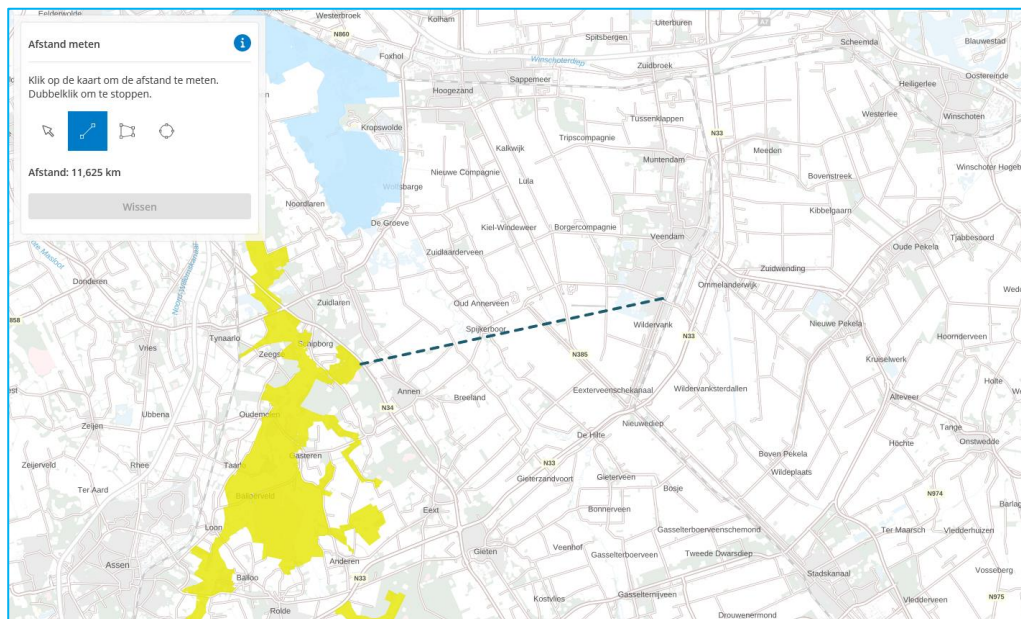 Westerbroek
Kolham
Uiterburen
A7
N860
Spitsbergen
Scheemda
Blauwestad
Afstand meten
i
Foxhol
Winschoterdiep
Zuidbroek
Klik op de kaart om de afstand te meten.
Dubbelklik om te stoppen.
Sappemeer
Hoogezand
Heiligerlee
Oostereinde
Kropswolde
Tussenklappen
Westerlee
Winschoten
N33
Tripscompagnie
Kalkwijk
Meeden
Muntendam
Afstand: 11,625 km
Nieuwe Compagnie
Lula
Bovenstreek
Winschoter Hogeb
Wolfsbarge
Wissen
Noordlaren
Kibbelgaarn
De Groeve
Kiel-Windeweer
Borgercompagnie
Veendam
Tjabbesoord
Oude Pekela
Zuidlaarderveen
Zuidwending
Donderen
Ommelanderwijk
Zuidlaren
Oud Annerveen
N858
Nieuwe Pekela
Wildervank
Spijkerboor
Tynaarlo
Schipborg
N33
Hoornderveen
Vries
Zeegse
N385
Kruiselwerk
Annen
Eexterveenschekanaal
Wildervanksterdallen
Holte
Breeland
Alteveer
N34
Ubbena
Oudemolen
Zeijen
Nieuwediep
Tange
De Hilte
Höchte
Onstwedde
Gasteren
Boven Pekela
Zeijerveld
Rhee
Taarlo
N33
Wildeplaats
Gieterzandvoort
Gieterveen
Ter Aard
Bosje
N974
Balloërveld
Eext
Bonnerveen
Loon
Gasselterboerveenschemond
Ter Maarsch
Vledderhuizen
Veenhof
Gieten
Gasselterboerveen
Tweede Dwarsdiep
Assen
Anderen
Vosseberg
Balloo
N33
Stadskanaal
Gasselternijveen
N975
Kostvlies
Vledderveen
Rolde
Drouwenermond